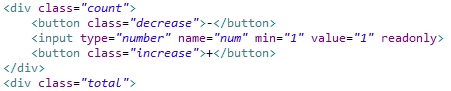 <div class="count">
<button class="decrease">-</button>
<input type="number" name="num" min="1" value="1" readonly>
<button class="increase">+</button>
</div>
<div class="total">